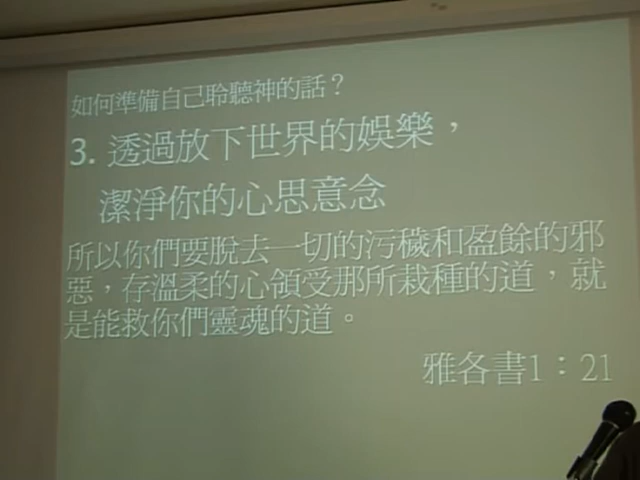 如何準備自己聆聽神的話？
3. 透過放下世界的娛樂，
潔淨你的心思意念
所以你們要脫去一切的污穢和盈餘的邪
惡，存溫柔的心領受那所栽種的道，就
是能救你們靈魂的道。
雅各書1：21